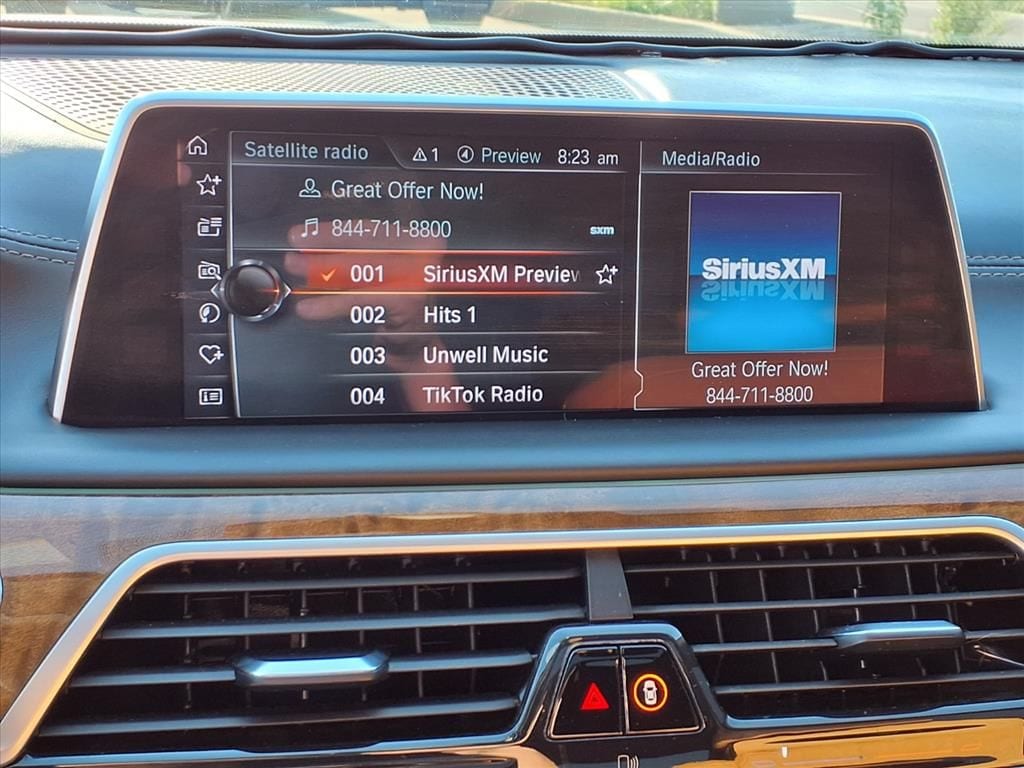 Satellite radio
1 Preview 8:23 am
Great Offer Now!
844-711-8800
sxm
001 SiriusXM Preview
002 Hits 1
003 Unwell Music
004 TikTok Radio
Media/Radio
SiriusXM
Great Offer Now!
844-711-8800